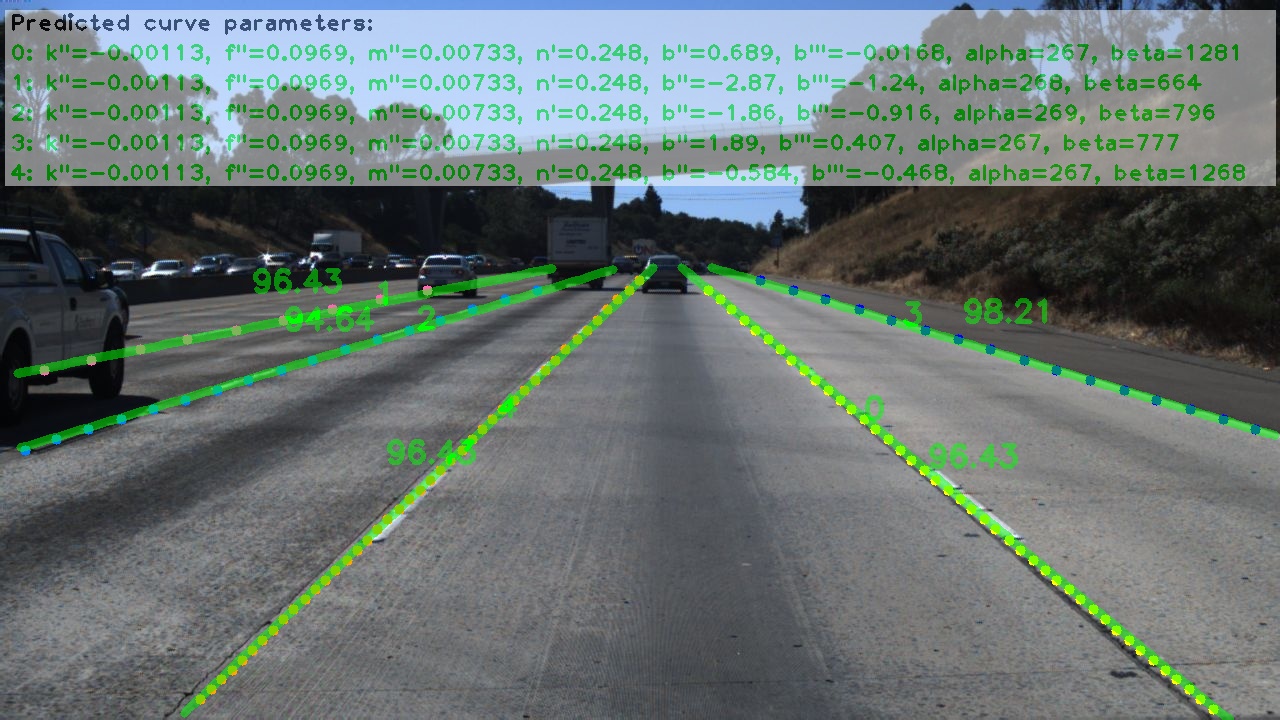 Predicted curve parameters:
0: k''=-0.00113, f''=0.0969, m''=0.00733, n'=0.248, b''=0.689, b'''=-0.0168, alpha=267, beta=1281
1: k''=-0.00113, f''=0.0969, m''=0.00733, n'=0.248, b''=-2.87, b'''=-1.24, alpha=268, beta=664
2: k''=-0.00113, f''=0.0969, m''=0.00733, n'=0.248, b''=-1.86, b'''=-0.916, alpha=269, beta=796
3: k''=-0.00113, f''=0.0969, m''=0.00733, n'=0.248, b''=1.89, b'''=0.407, alpha=267, beta=777
4: k''=-0.00113, f''=0.0969, m''=0.00733, n'=0.248, b''=-0.584, b'''=-0.468, alpha=267, beta=1268
96.43
1
94.64
2
3
98.21
0
96.43
96.43